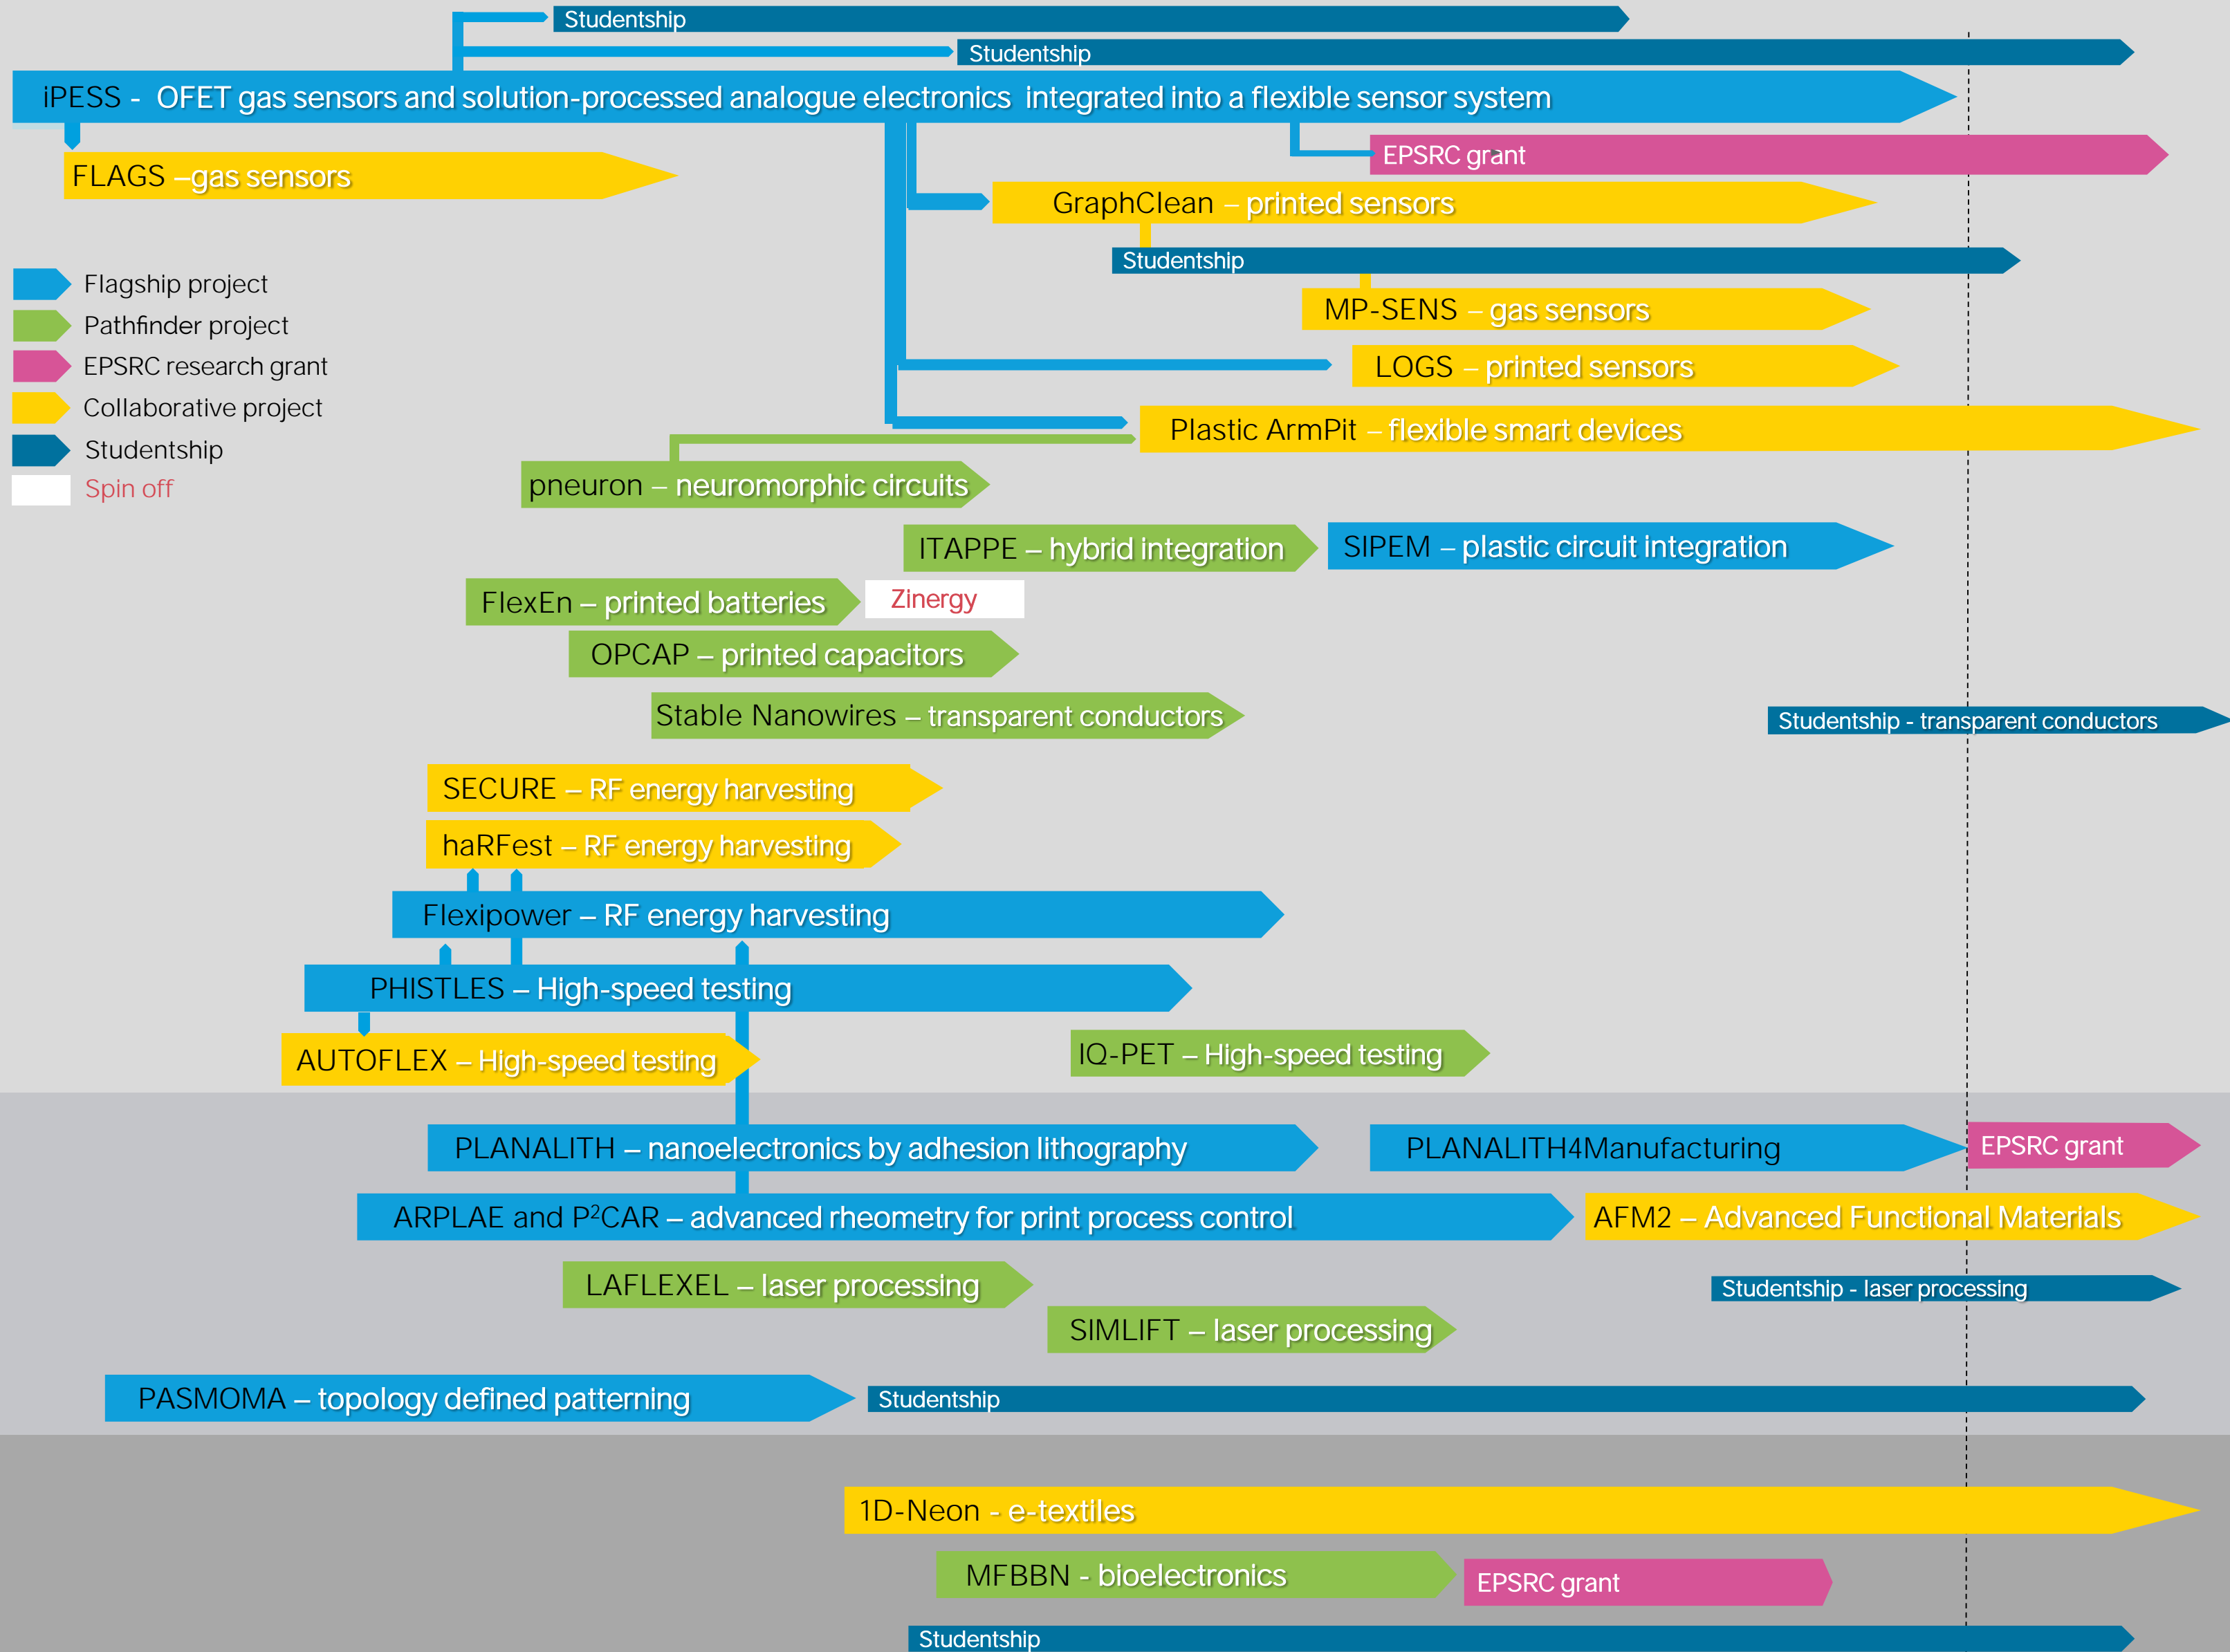 Studentship
Studentship
iPESS - OFET gas sensors and solution-processed analogue electronics integrated into a flexible sensor system
EPSRC grant
FLAGS –gas sensors
GraphClean – printed sensors
Studentship
Flagship project
MP-SENS – gas sensors
Pathfinder project
EPSRC research grant
LOGS – printed sensors
Collaborative project
Plastic ArmPit – flexible smart devices
Studentship
Spin off
pneuron – neuromorphic circuits
ITAPPE – hybrid integration
SIPEM – plastic circuit integration
FlexEn – printed batteries
Zinergy
OPCAP – printed capacitors
Stable Nanowires – transparent conductors
Studentship - transparent conductors
SECURE – RF energy harvesting
haRFest – RF energy harvesting
Flexipower – RF energy harvesting
PHISTLES – High-speed testing
AUTOFLEX – High-speed testing
IQ-PET – High-speed testing
PLANALITH – nanoelectronics by adhesion lithography
PLANALITH4Manufacturing
EPSRC grant
ARPLAE and P²CAR – advanced rheometry for print process control
AFM2 – Advanced Functional Materials
LAFLEXEL – laser processing
Studentship - laser processing
SIMLIFT – laser processing
PASMOMA – topology defined patterning
Studentship
1D-Neon - e-textiles
MFBBN - bioelectronics
EPSRC grant
Studentship